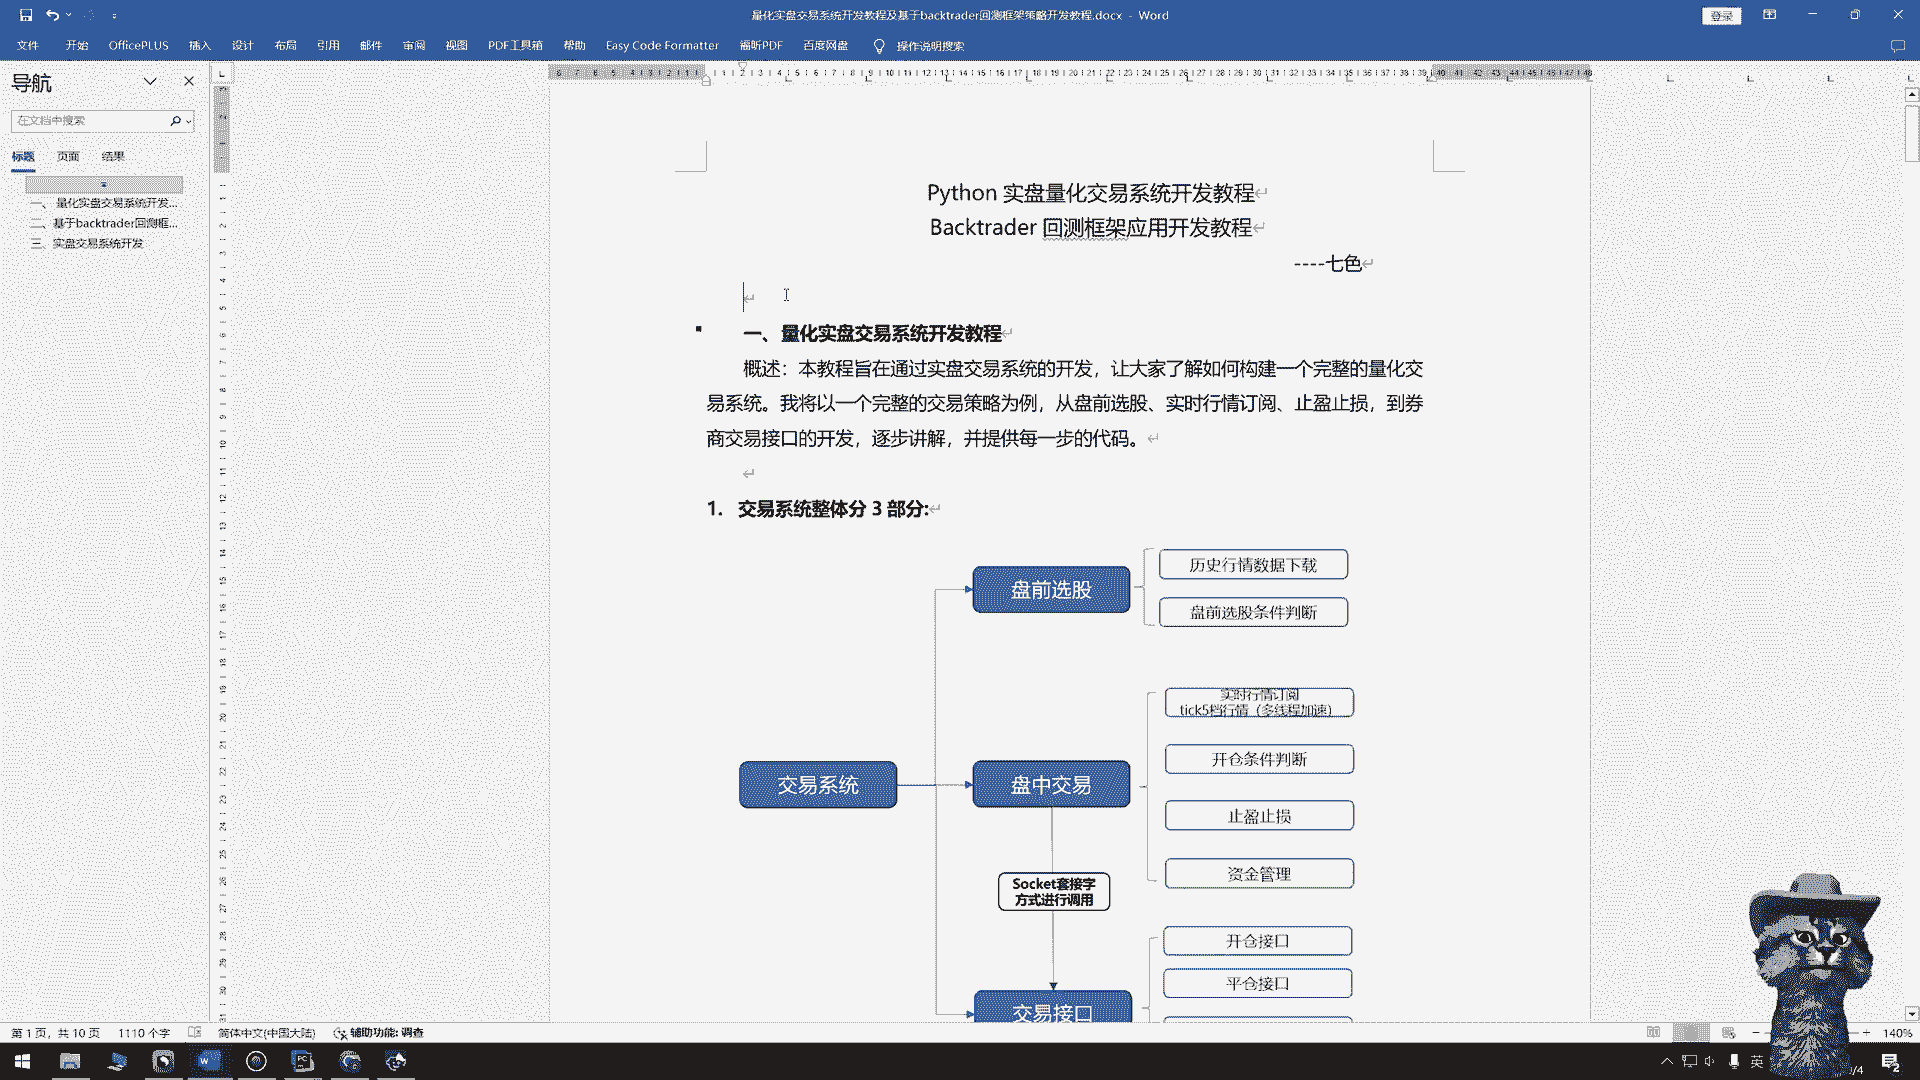 量化实盘交易系统开发教程及基于backtrader回测框架策略开发教程.docx - Word
登录
文件 开始 OfficePLUS 插入 设计 布局 引用 邮件 审阅 视图 PDF工具箱 帮助 Easy Code Formatter 福昕PDF 百度网盘 操作说明搜索
导航
在文档中搜索
标题 页面 结果
一、 量化实盘交易系统开发...
二、基于backtrader回测框...
三、实盘交易系统开发
Python 实盘量化交易系统开发教程
Backtrader 回测框架应用开发教程
----七色
一、量化实盘交易系统开发教程
概述：本教程旨在通过实盘交易系统的开发，让大家了解如何构建一个完整的量化交
易系统。我将以一个完整的交易策略为例，从盘前选股、实时行情订阅、止盈止损，到券
商交易接口的开发，逐步讲解，并提供每一步的代码。
1. 交易系统整体分 3 部分:
历史行情数据下载
盘前选股
盘前选股条件判断
实时行情订阅
tick5档行情（多线程加速）
开仓条件判断
交易系统
盘中交易
止盈止损
资金管理
Socket套接字
方式进行调用
开仓接口
平仓接口
交易接口
第 1 页，共 10 页 1110 个字 简体中文(中国大陆) 辅助功能: 调查
140%
英